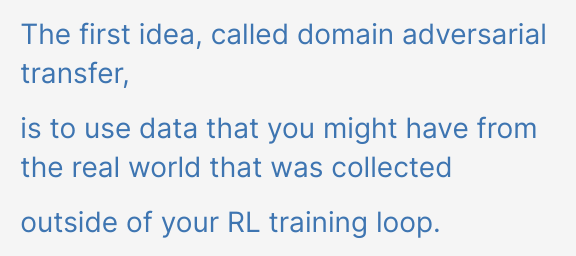 The first idea, called domain adversarial
transfer,
is to use data that you might have from
the real world that was collected
outside of your RL training loop.